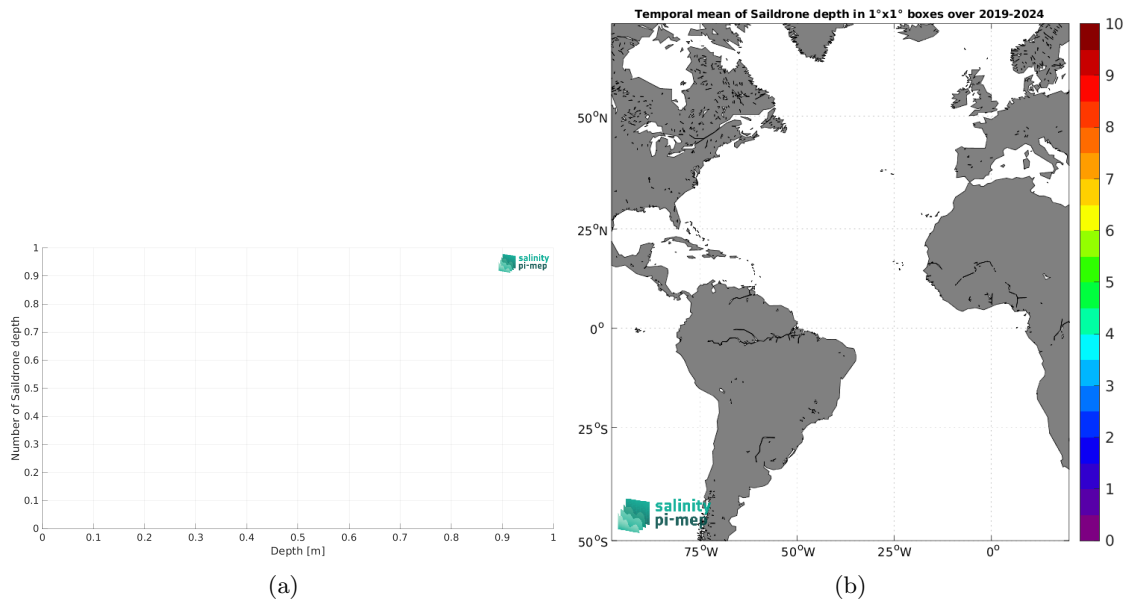 Temporal mean of Saildrone depth in 1°x1° boxes over 2019-2024
1
0.9
0.8
0.7
0.6
0.5
0.4
0.3
0.2
0.1
0
Number of Saildrone depth
0 0.1 0.2 0.3 0.4 0.5 0.6 0.7 0.8 0.9 1
Depth [m]
salinity
pi-mep
(a)
50°N
25°N
0°
25°S
50°S
75°W 50°W 25°W 0°
salinity
pi-mep
10
9
8
7
6
5
4
3
2
1
0
(b)